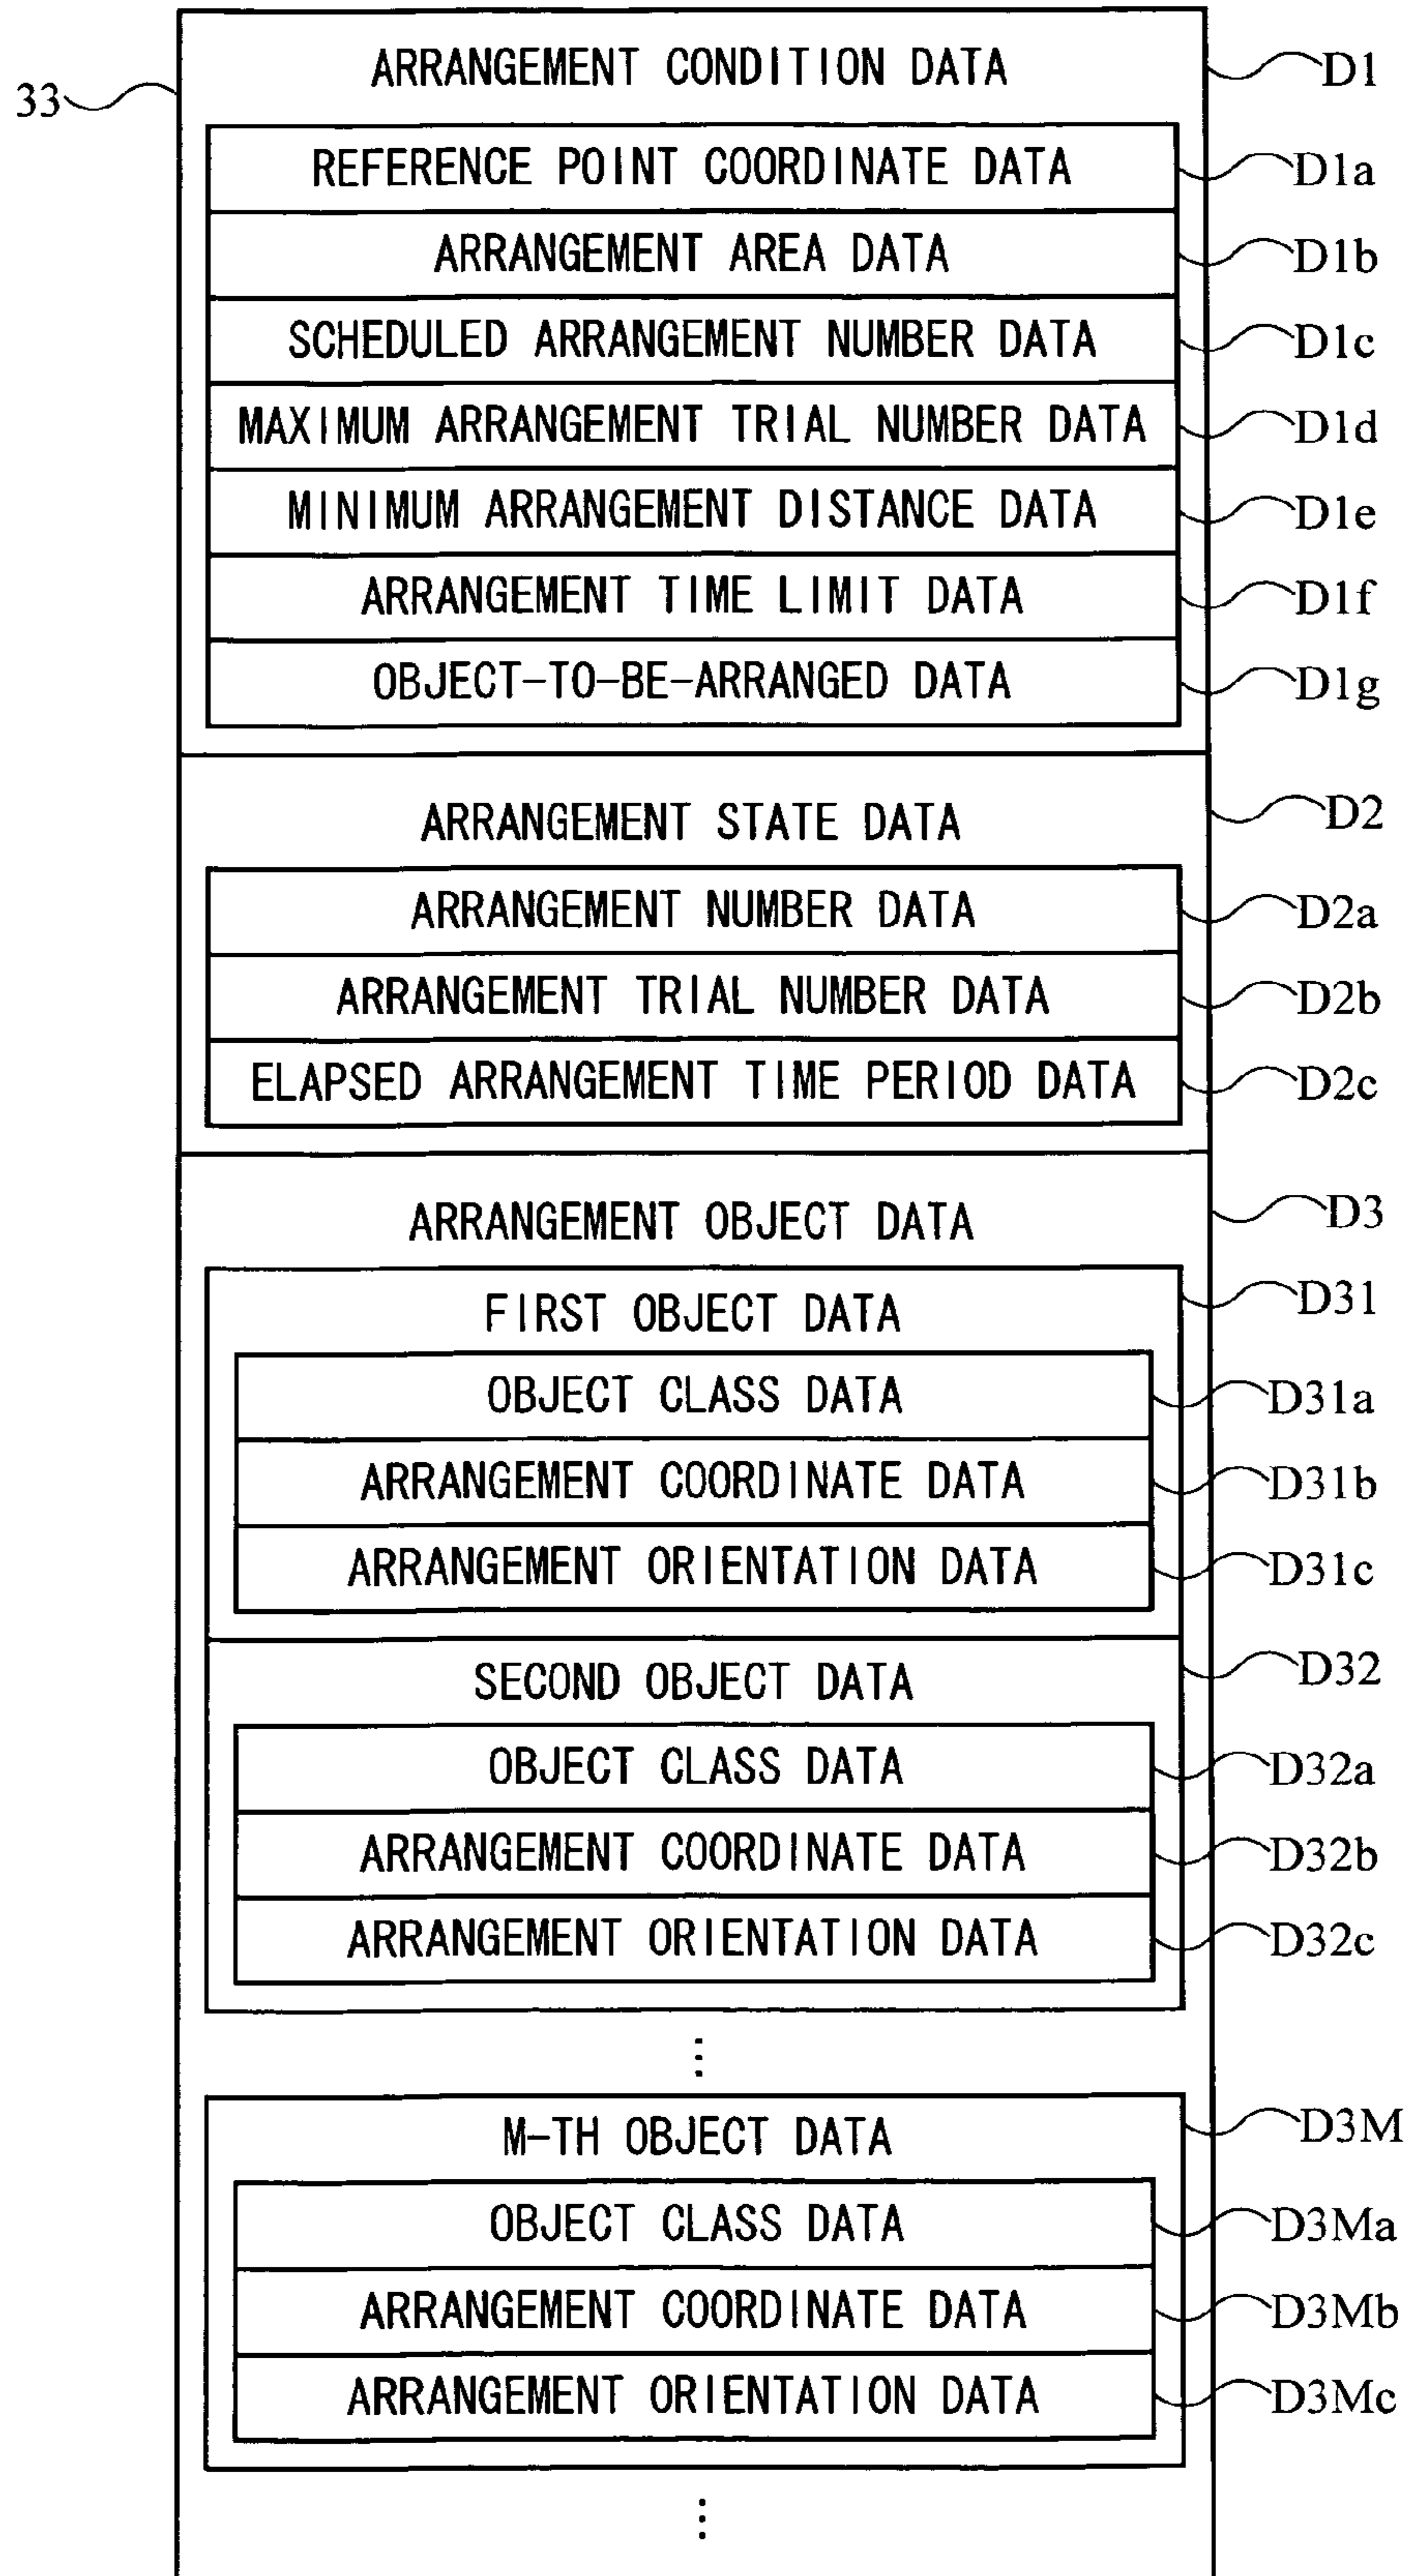 ARRANGEMENT CONDITION DATA D1
33
REFERENCE POINT COORDINATE DATA D1a
ARRANGEMENT AREA DATA D1b
SCHEDULED ARRANGEMENT NUMBER DATA D1c
MAXIMUM ARRANGEMENT TRIAL NUMBER DATA D1d
MINIMUM ARRANGEMENT DISTANCE DATA D1e
ARRANGEMENT TIME LIMIT DATA D1f
OBJECT-TO-BE-ARRANGED DATA D1g
ARRANGEMENT STATE DATA D2
ARRANGEMENT NUMBER DATA D2a
ARRANGEMENT TRIAL NUMBER DATA D2b
ELAPSED ARRANGEMENT TIME PERIOD DATA D2c
ARRANGEMENT OBJECT DATA D3
FIRST OBJECT DATA D31
OBJECT CLASS DATA D31a
ARRANGEMENT COORDINATE DATA D31b
ARRANGEMENT ORIENTATION DATA D31c
SECOND OBJECT DATA D32
OBJECT CLASS DATA D32a
ARRANGEMENT COORDINATE DATA D32b
ARRANGEMENT ORIENTATION DATA D32c
⋮
M-TH OBJECT DATA D3M
OBJECT CLASS DATA D3Ma
ARRANGEMENT COORDINATE DATA D3Mb
ARRANGEMENT ORIENTATION DATA D3Mc
⋮